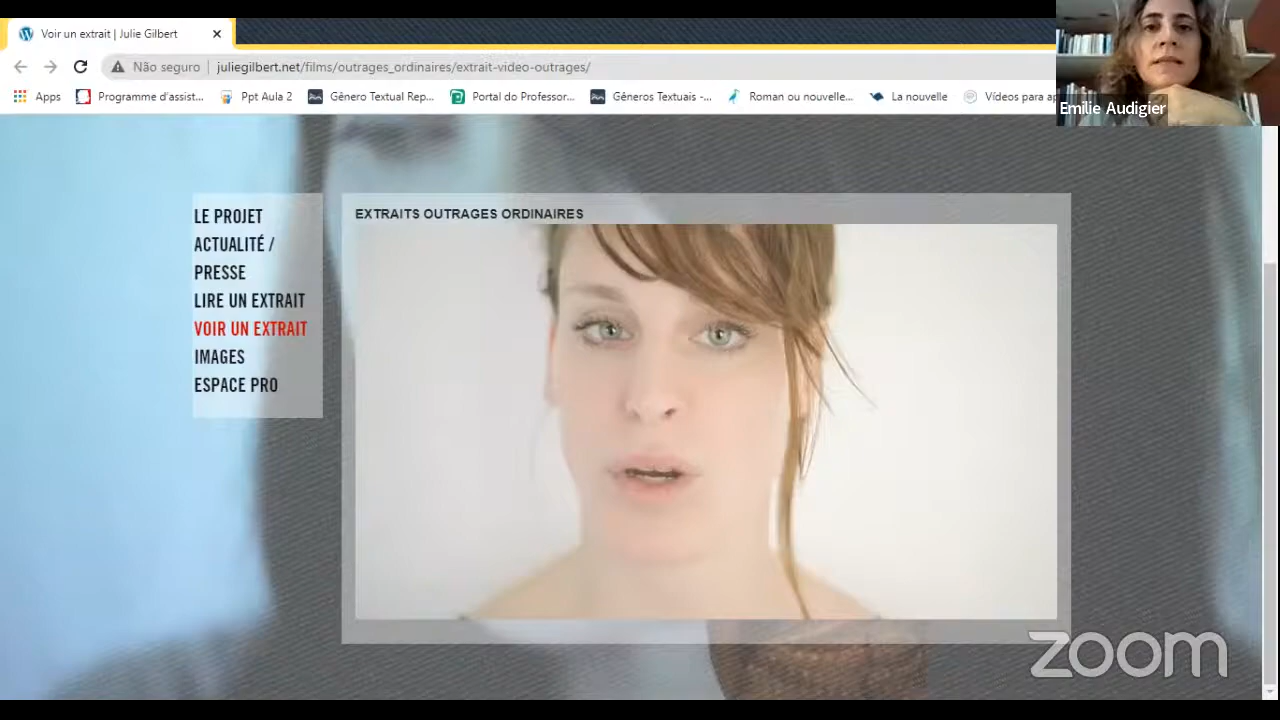 Voir un extrait | Julie Gilbert
Não seguro | juliegilbert.net/films/outrages_ordinaires/extrait-video-outrages/
Apps Programme d'assist... Ppt Aula 2 Gênero Textual Rep... Portal do Professor... Gêneros Textuais -... Roman ou nouvelle... La nouvelle Vídeos para ap
Emilie Audigier
LE PROJET
ACTUALITÉ /
PRESSE
LIRE UN EXTRAIT
VOIR UN EXTRAIT
IMAGES
ESPACE PRO
EXTRAITS OUTRAGES ORDINAIRES
zoom